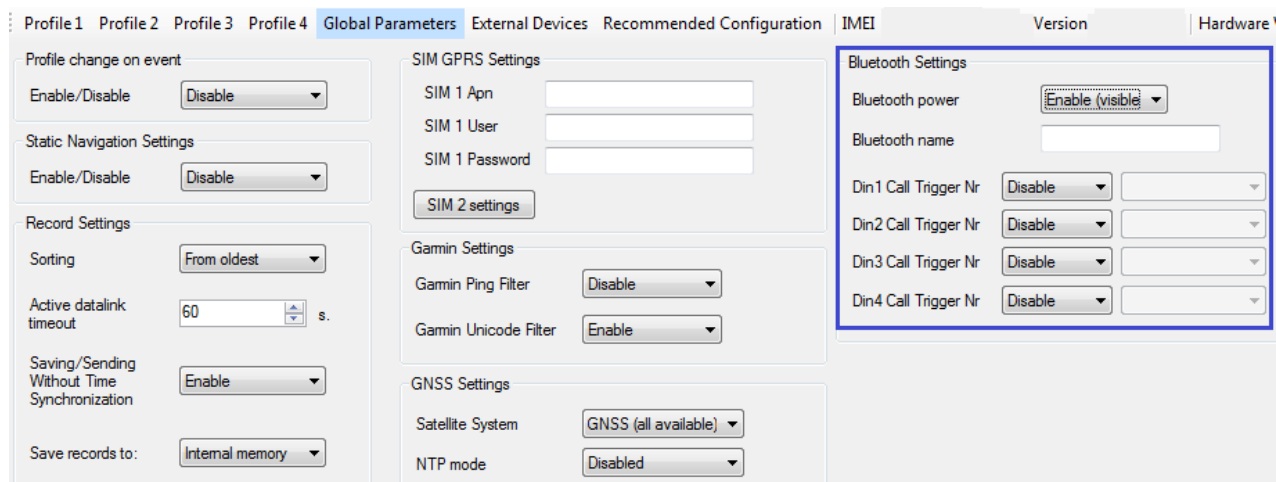 Profile 1 Profile 2 Profile 3 Profile 4 Global Parameters External Devices Recommended Configuration IMEI Version Hardware
Profile change on event
Enable/Disable Disable
Static Navigation Settings
Enable/Disable Disable
Record Settings
Sorting From oldest
Active datalink
timeout
60 s.
Saving/Sending
Without Time
Synchronization
Enable
Save records to: Internal memory
SIM GPRS Settings
SIM 1 Apn
SIM 1 User
SIM 1 Password
SIM 2 settings
Garmin Settings
Garmin Ping Filter Disable
Garmin Unicode Filter Enable
GNSS Settings
Satellite System GNSS (all available)
NTP mode Disabled
Bluetooth Settings
Bluetooth power Enable (visible
Bluetooth name
Din1 Call Trigger Nr Disable
Din2 Call Trigger Nr Disable
Din3 Call Trigger Nr Disable
Din4 Call Trigger Nr Disable